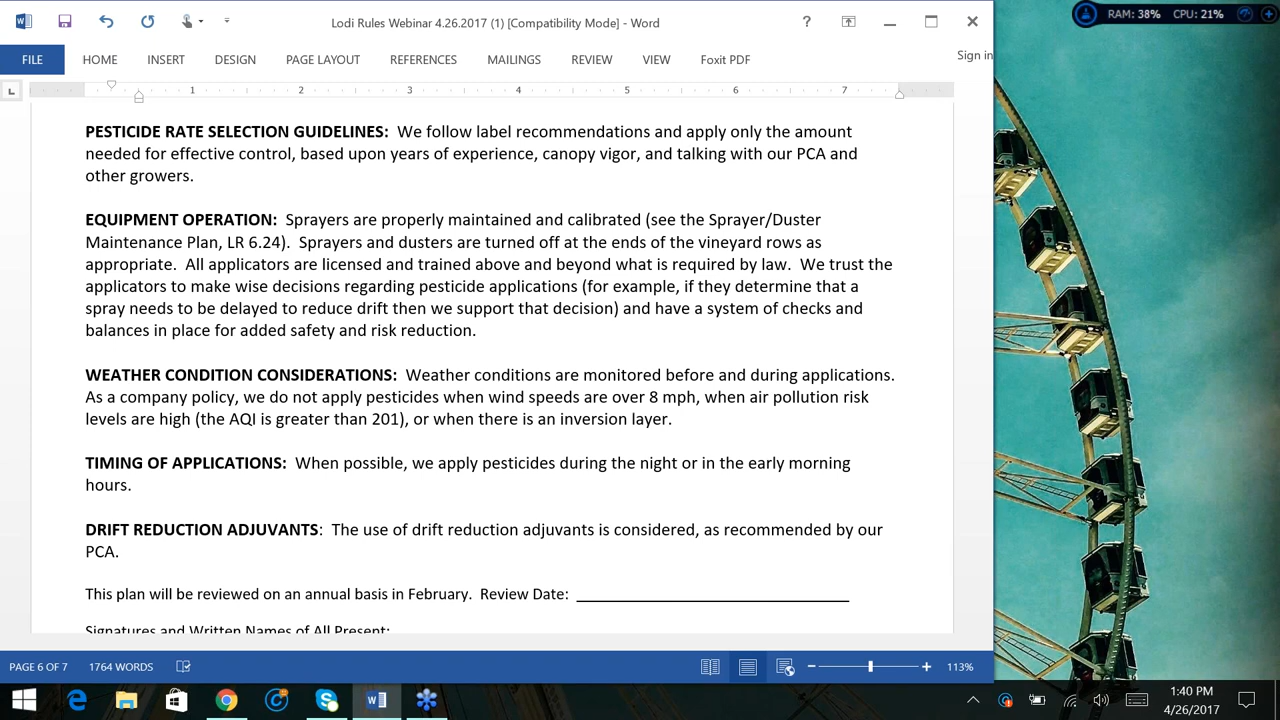 Lodi Rules Webinar 4.26.2017 (1) [Compatibility Mode] - Word
RAM: 38% CPU: 21%
FILE HOME INSERT DESIGN PAGE LAYOUT REFERENCES MAILINGS REVIEW VIEW Foxit PDF Sign in
1 2 3 4 5 6 7
PESTICIDE RATE SELECTION GUIDELINES: We follow label recommendations and apply only the amount
needed for effective control, based upon years of experience, canopy vigor, and talking with our PCA and
other growers.
EQUIPMENT OPERATION: Sprayers are properly maintained and calibrated (see the Sprayer/Duster
Maintenance Plan, LR 6.24). Sprayers and dusters are turned off at the ends of the vineyard rows as
appropriate. All applicators are licensed and trained above and beyond what is required by law. We trust the
applicators to make wise decisions regarding pesticide applications (for example, if they determine that a
spray needs to be delayed to reduce drift then we support that decision) and have a system of checks and
balances in place for added safety and risk reduction.
WEATHER CONDITION CONSIDERATIONS: Weather conditions are monitored before and during applications.
As a company policy, we do not apply pesticides when wind speeds are over 8 mph, when air pollution risk
levels are high (the AQI is greater than 201), or when there is an inversion layer.
TIMING OF APPLICATIONS: When possible, we apply pesticides during the night or in the early morning
hours.
DRIFT REDUCTION ADJUVANTS: The use of drift reduction adjuvants is considered, as recommended by our
PCA.
This plan will be reviewed on an annual basis in February. Review Date:
Signatures and Written Names of All Present:
PAGE 6 OF 7 1764 WORDS 113%
1:40 PM
4/26/2017